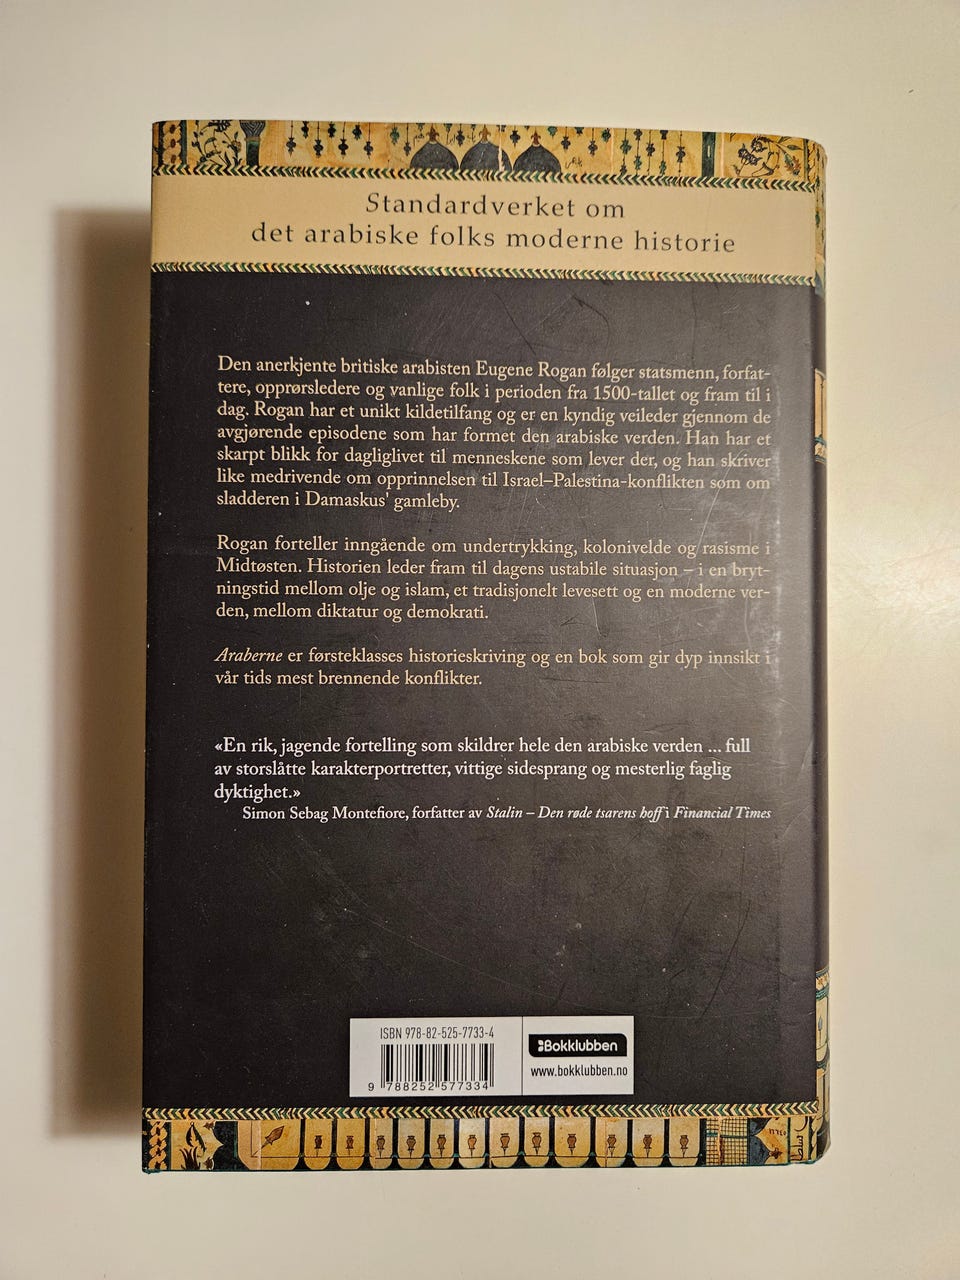 Standardverket om
det arabiske folks moderne historie
Den anerkjente britiske arabisten Eugene Rogan følger statsmenn, forfat-
tere, opprørsledere og vanlige folk i perioden fra 1500-tallet og fram til i
dag. Rogan har et unikt kildetilfang og er en kyndig veileder gjennom de
avgjørende episodene som har formet den arabiske verden. Han har et
skarpt blikk for dagliglivet til menneskene som lever der, og han skriver
like medrivende om opprinnelsen til Israel–Palestina-konflikten som om
sladderen i Damaskus' gamleby.
Rogan forteller inngående om undertrykking, kolonivelde og rasisme i
Midtøsten. Historien leder fram til dagens ustabile situasjon – i en bryt-
ningstid mellom olje og islam, et tradisjonelt levesett og en moderne ver-
den, mellom diktatur og demokrati.
Araberne er førsteklasses historieskriving og en bok som gir dyp innsikt i
vår tids mest brennende konflikter.
«En rik, jagende fortelling som skildrer hele den arabiske verden ... full
av storslåtte karakterportretter, vittige sidesprang og mesterlig faglig
dyktighet.»
Simon Sebag Montefiore, forfatter av Stalin – Den røde tsarens hoff i Financial Times
ISBN 978-82-525-7733-4
9 788252 577334
Bokklubben
www.bokklubben.no